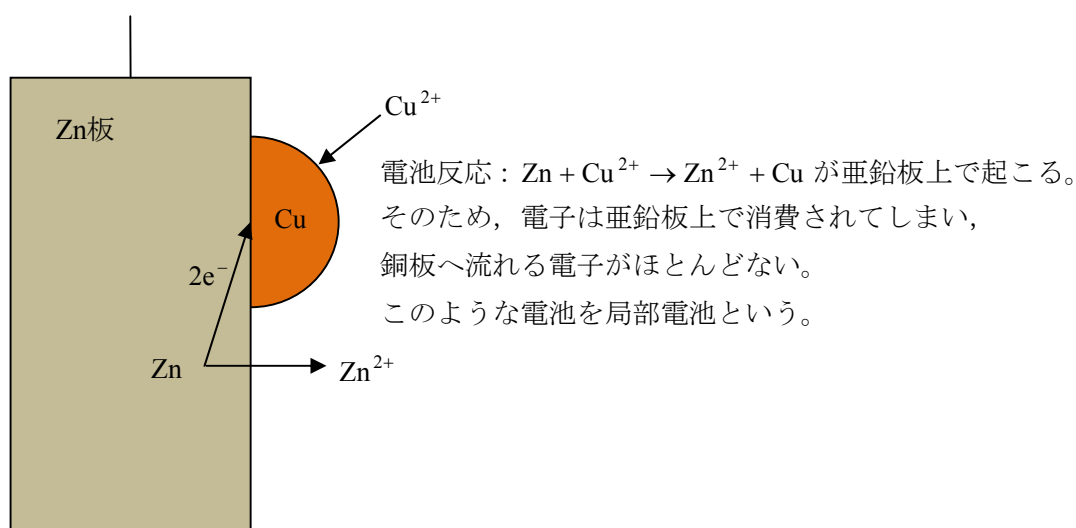 Zn板
Cu²⁺
電池反応：Zn + Cu²⁺ → Zn²⁺ + Cu が亜鉛板上で起こる。
そのため，電子は亜鉛板上で消費されてしまい，
Cu
銅板へ流れる電子がほとんどない。
2e⁻
このような電池を局部電池という。
Zn
Zn²⁺